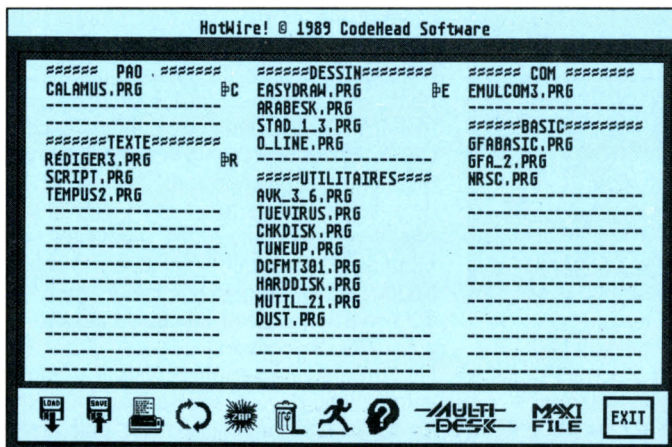 HotWire! © 1989 CodeHead Software
====== PAO ======
CALAMUS.PRG C
=======TEXTE========
RÉDIGER3.PRG R
SCRIPT.PRG
TEMPUS2.PRG
======DESSIN========
EASYDRAW.PRG E
ARABESK.PRG
STAD_1_3.PRG
O_LINE.PRG
=====UTILITAIRES====
AVK_3_6.PRG
TUEVIRUS.PRG
CHKDISK.PRG
TUNEUP.PRG
DCFMT301.PRG
HARDDISK.PRG
MUTIL_21.PRG
DUST.PRG
====== COM ========
EMULCOM3.PRG
======BASIC=========
GFABASIC.PRG
GFA_2.PRG
NRSC.PRG
LOAD
SAVE
ZAP
?
MULTI-DESK
MAXI FILE
EXIT